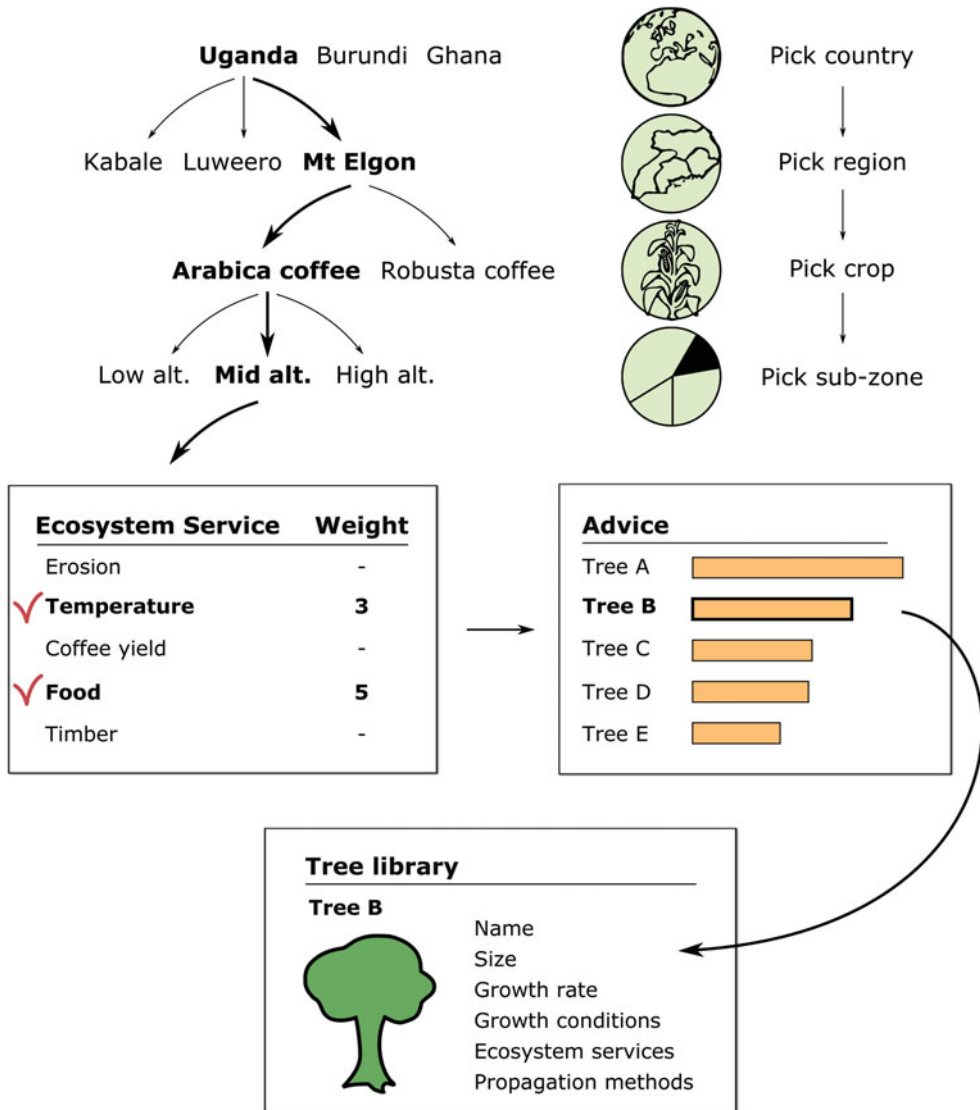 Uganda Burundi Ghana
Pick country
Kabale Luweero Mt Elgon
Pick region
Arabica coffee Robusta coffee
Pick crop
Low alt. Mid alt. High alt.
Pick sub-zone
Ecosystem Service Weight
Erosion -
Temperature 3
Coffee yield -
Food 5
Timber -
Advice
Tree A
Tree B
Tree C
Tree D
Tree E
Tree library
Tree B
Name
Size
Growth rate
Growth conditions
Ecosystem services
Propagation methods